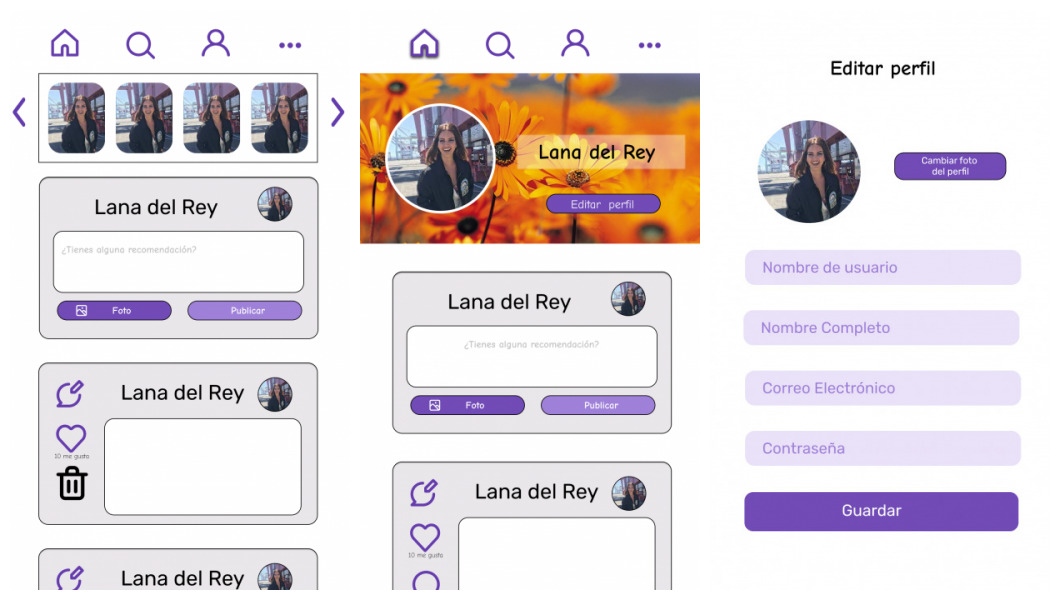 Lana del Rey
¿Tienes alguna recomendación?
Foto
Publicar
Lana del Rey
10 me gusta
Lana del Rey
Lana del Rey
Editar perfil
Lana del Rey
¿Tienes alguna recomendación?
Foto
Publicar
Lana del Rey
10 me gusta
Editar perfil
Cambiar foto
del perfil
Nombre de usuario
Nombre Completo
Correo Electrónico
Contraseña
Guardar